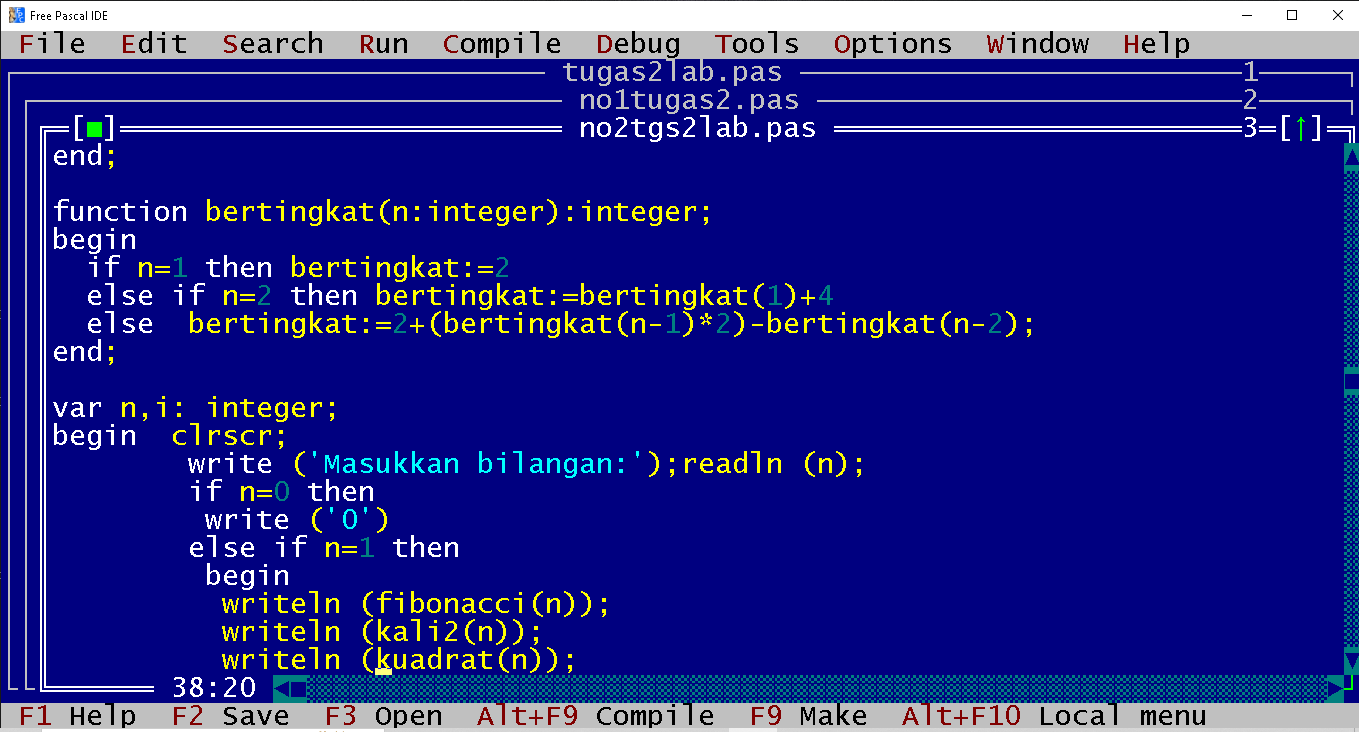 Free Pascal IDE
File Edit Search Run Compile Debug Tools Options Window Help
tugas2lab.pas 1
no1tugas2.pas 2
[■] no2tgs2lab.pas 3=[↑]
end;
function bertingkat(n:integer):integer;
begin
if n=1 then bertingkat:=2
else if n=2 then bertingkat:=bertingkat(1)+4
else  bertingkat:=2+(bertingkat(n-1)*2)-bertingkat(n-2);
end;
var n,i: integer;
begin  clrscr;
write ('Masukkan bilangan:');readln (n);
if n=0 then
write ('0')
else if n=1 then
begin
writeln (fibonacci(n));
writeln (kali2(n));
writeln (kuadrat(n));
38:20
F1 Help F2 Save F3 Open Alt+F9 Compile F9 Make Alt+F10 Local menu